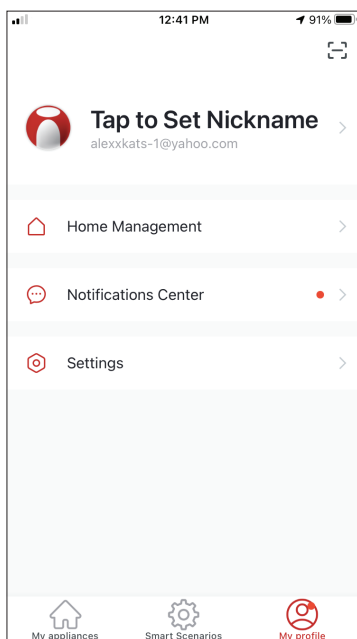 12:41 PM
91%
Tap to Set Nickname
alexxkats-1@yahoo.com
Home Management
Notifications Center
Settings
My appliances
Smart Scenarios
My profile